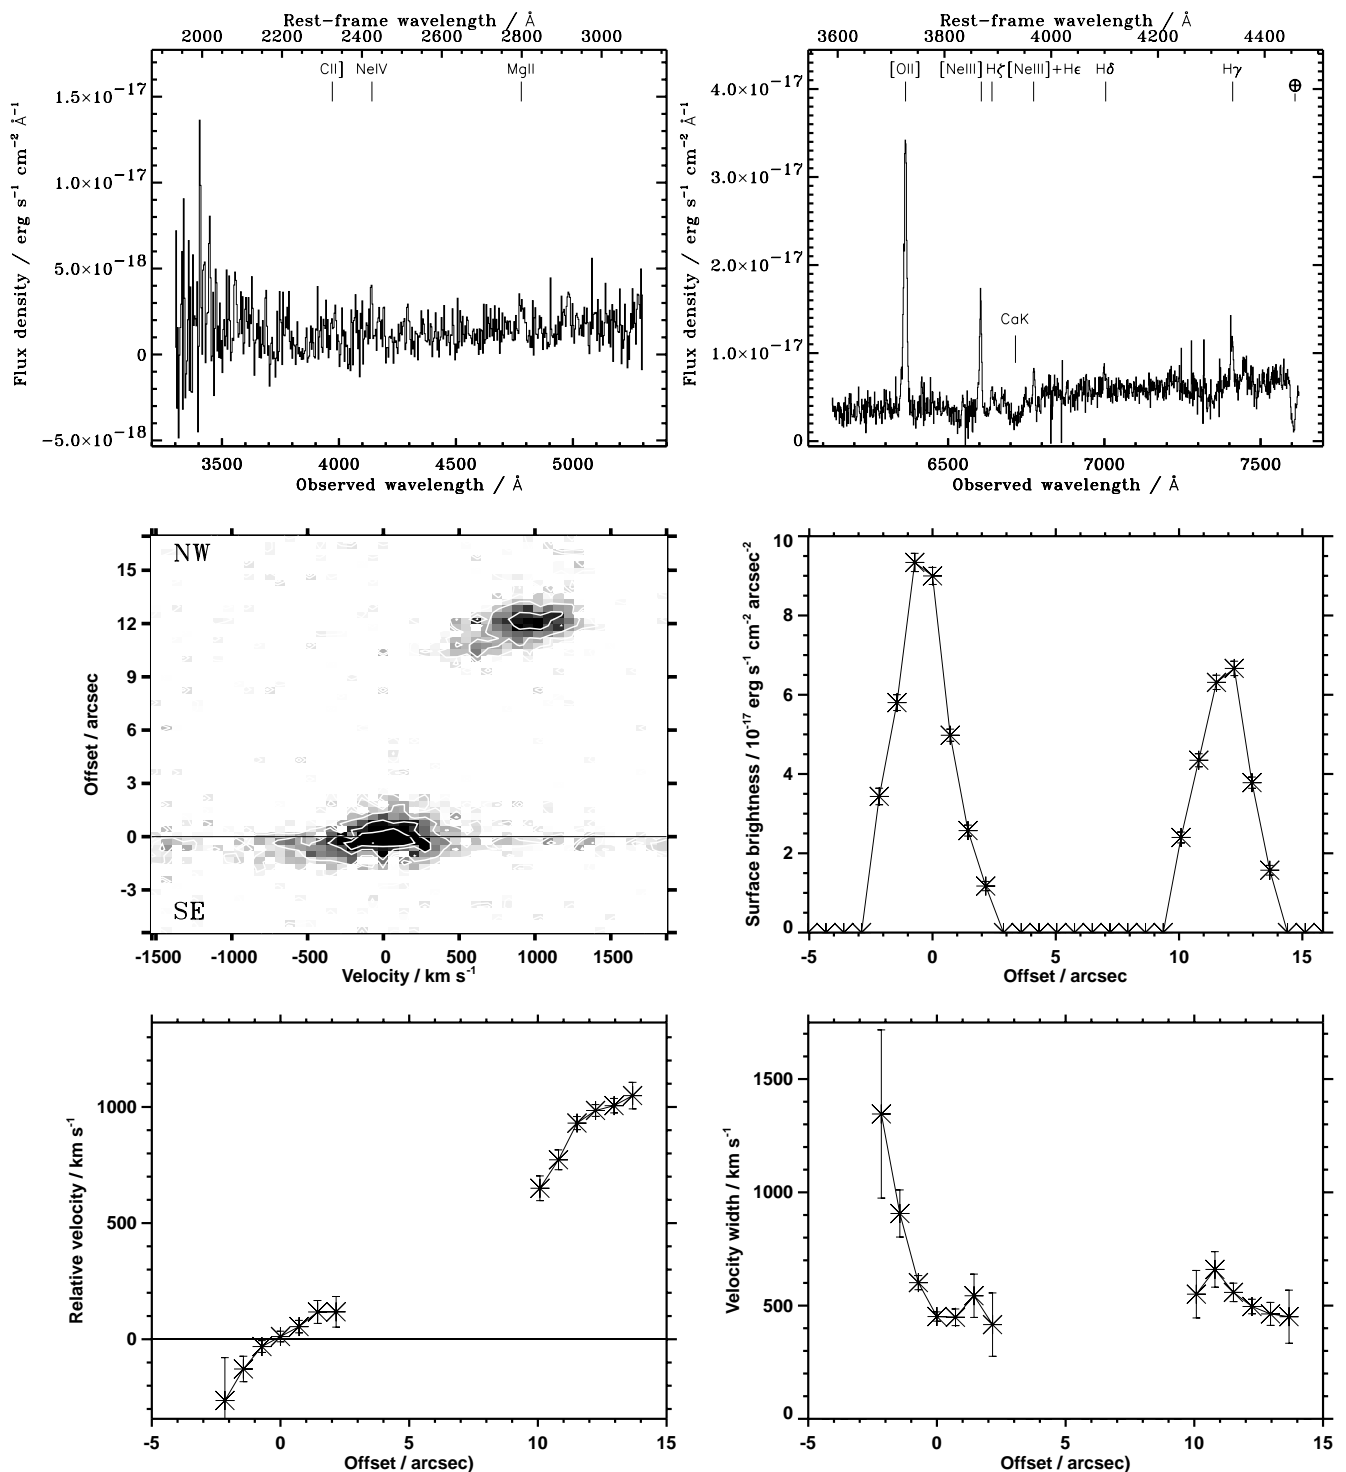 Rest-frame wavelength / Å
2000 2200 2400 2600 2800 3000
CII] NeIV MgII
1.5×10⁻¹⁷
1.0×10⁻¹⁷
5.0×10⁻¹⁸
0
−5.0×10⁻¹⁸
Flux density / erg s⁻¹ cm⁻² Å⁻¹
3500 4000 4500 5000
Observed wavelength / Å
Rest-frame wavelength / Å
3600 3800 4000 4200 4400
[OII] [NeIII] Hζ [NeIII]+Hϵ Hδ Hγ ⊕
CaK
4.0×10⁻¹⁷
3.0×10⁻¹⁷
2.0×10⁻¹⁷
1.0×10⁻¹⁷
0
Flux density / erg s⁻¹ cm⁻² Å⁻¹
6500 7000 7500
Observed wavelength / Å
NW
SE
15
12
9
6
3
0
-3
Offset / arcsec
-1500 -1000 -500 0 500 1000 1500
Velocity / km s⁻¹
10
8
6
4
2
0
Surface brightness / 10⁻¹⁷ erg s⁻¹ cm⁻² arcsec⁻²
-5 0 5 10 15
Offset / arcsec
1000
500
0
Relative velocity / km s⁻¹
-5 0 5 10 15
Offset / arcsec)
1500
1000
500
0
Velocity width / km s⁻¹
-5 0 5 10 15
Offset / arcsec)